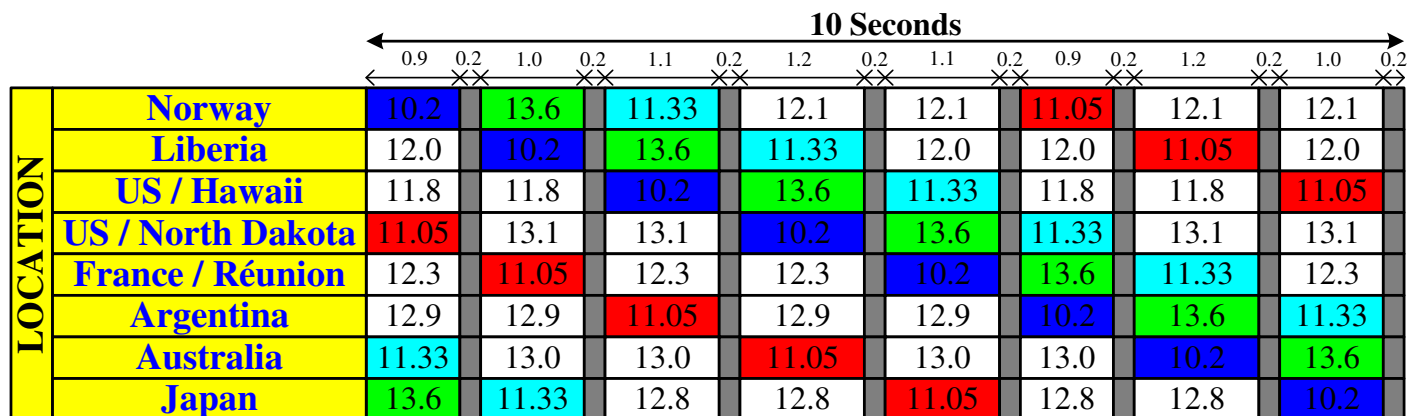 10 Seconds
0.9 0.2 1.0 0.2 1.1 0.2 1.2 0.2 1.1 0.2 0.9 0.2 1.2 0.2 1.0 0.2
LOCATION
Norway 10.2 13.6 11.33 12.1 12.1 11.05 12.1 12.1
Liberia 12.0 10.2 13.6 11.33 12.0 12.0 11.05 12.0
US / Hawaii 11.8 11.8 10.2 13.6 11.33 11.8 11.8 11.05
US / North Dakota 11.05 13.1 13.1 10.2 13.6 11.33 13.1 13.1
France / Réunion 12.3 11.05 12.3 12.3 10.2 13.6 11.33 12.3
Argentina 12.9 12.9 11.05 12.9 12.9 10.2 13.6 11.33
Australia 11.33 13.0 13.0 11.05 13.0 13.0 10.2 13.6
Japan 13.6 11.33 12.8 12.8 11.05 12.8 12.8 10.2